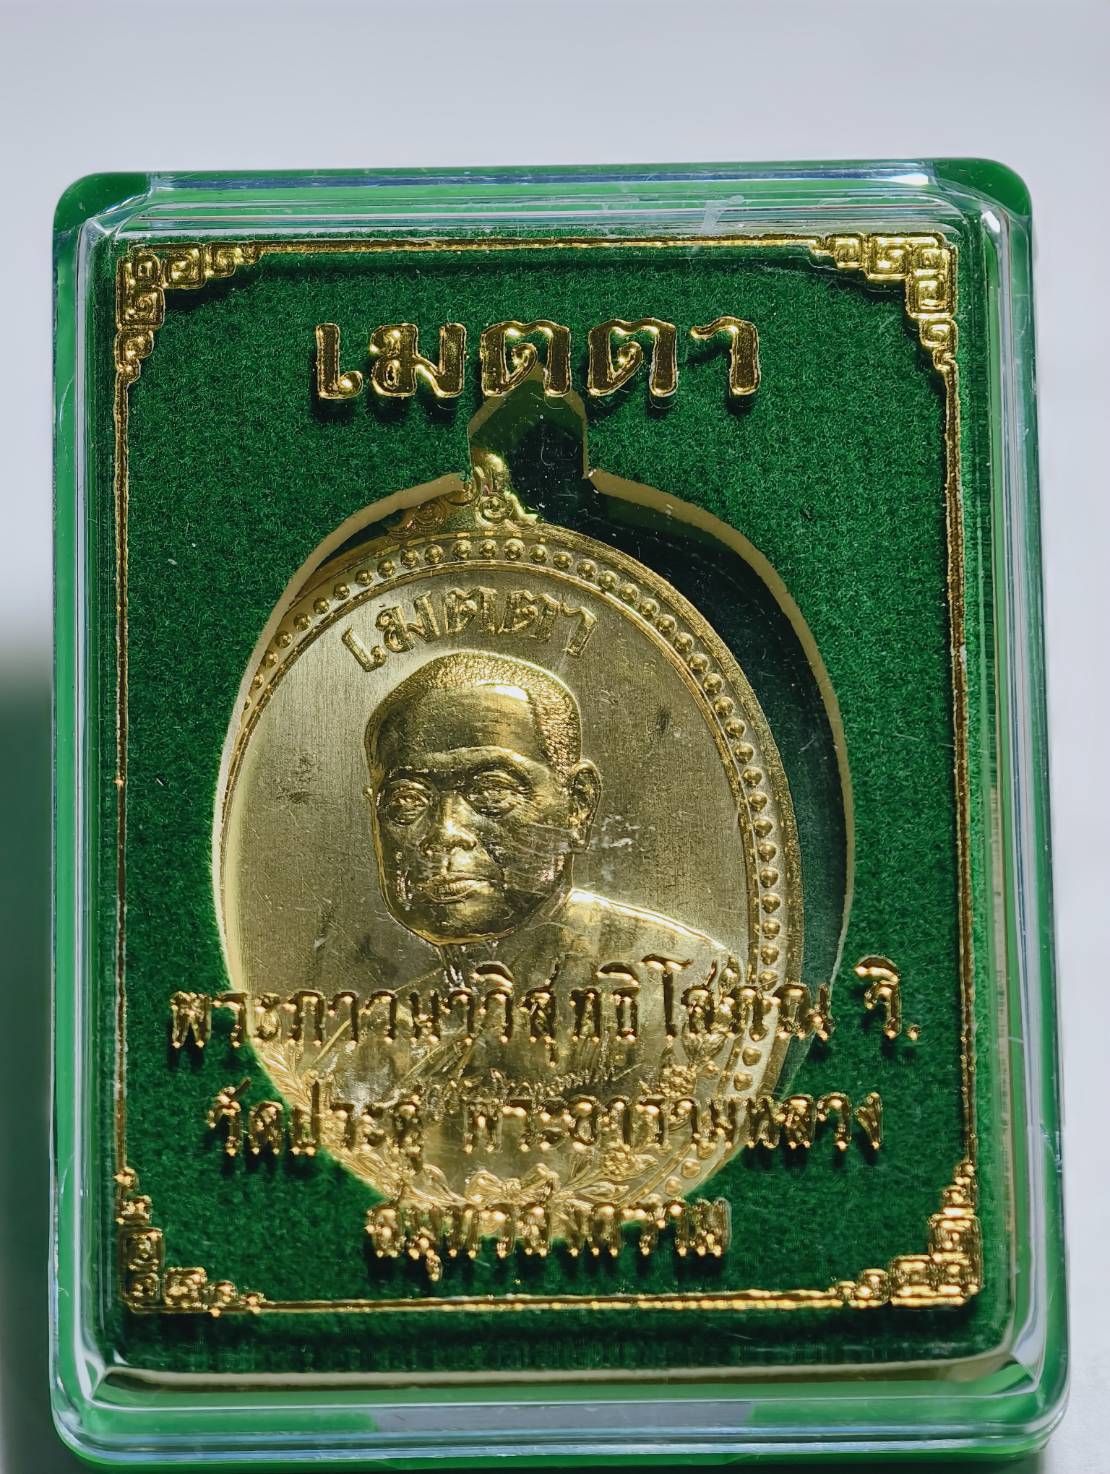 เมตตา
เมตตา
พระภาวนาวิสุทธิโสภณ วิ.
วัดประดู่ พระอารามหลวง
สมุทรสงคราม